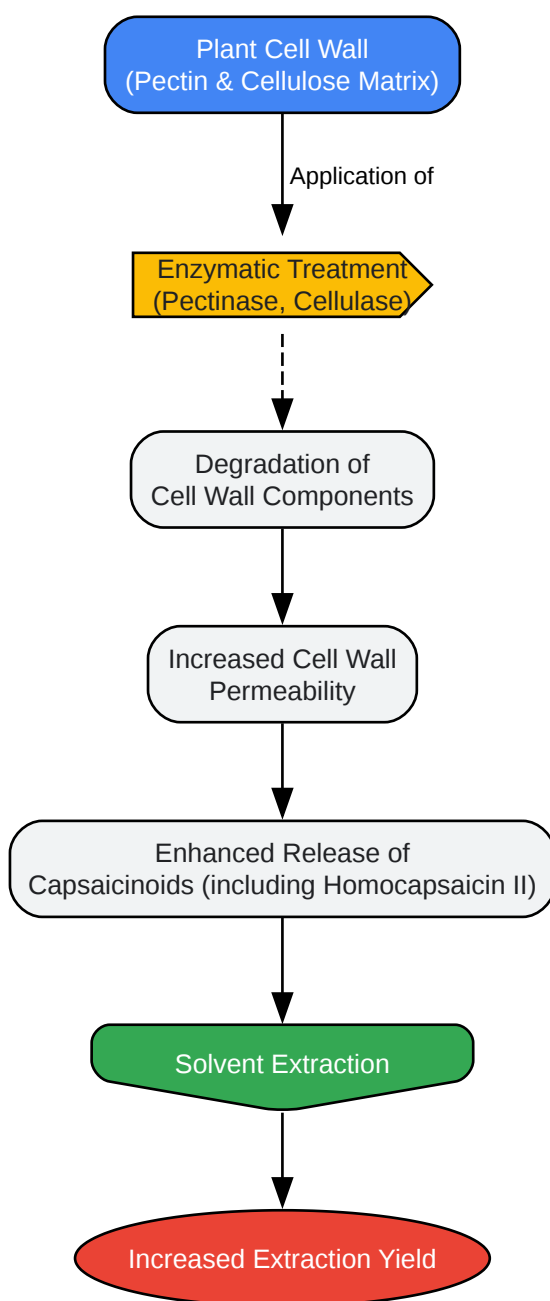 Plant Cell Wall
(Pectin & Cellulose Matrix)
Application of
Enzymatic Treatment
(Pectinase, Cellulase)
Degradation of
Cell Wall Components
Increased Cell Wall
Permeability
Enhanced Release of
Capsaicinoids (including Homocapsaicin II)
Solvent Extraction
Increased Extraction Yield